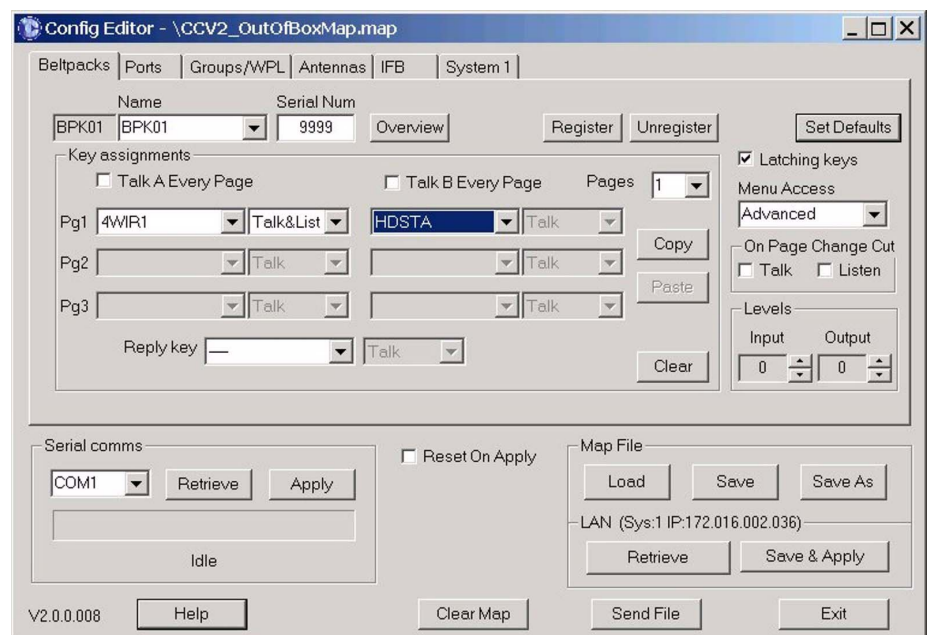 Config Editor - \CCV2_OutOfBoxMap.map
Beltpacks Ports Groups/WPL Antennas IFB System 1
Name Serial Num
BPK01 BPK01 9999 Overview Register Unregister Set Defaults
Key assignments
Talk A Every Page Talk B Every Page Pages 1
Latching keys
Menu Access
Advanced
Pg1 4WIR1 Talk&List HDSTA Talk
Copy
On Page Change Cut
Talk Listen
Pg2 Talk Talk
Paste
Pg3 Talk Talk
Levels
Input Output
0 0
Reply key — Talk
Clear
Serial comms
COM1 Retrieve Apply
Idle
Reset On Apply
Map File
Load Save Save As
LAN (Sys:1 IP:172.016.002.036)
Retrieve Save & Apply
V2.0.0.008 Help Clear Map Send File Exit